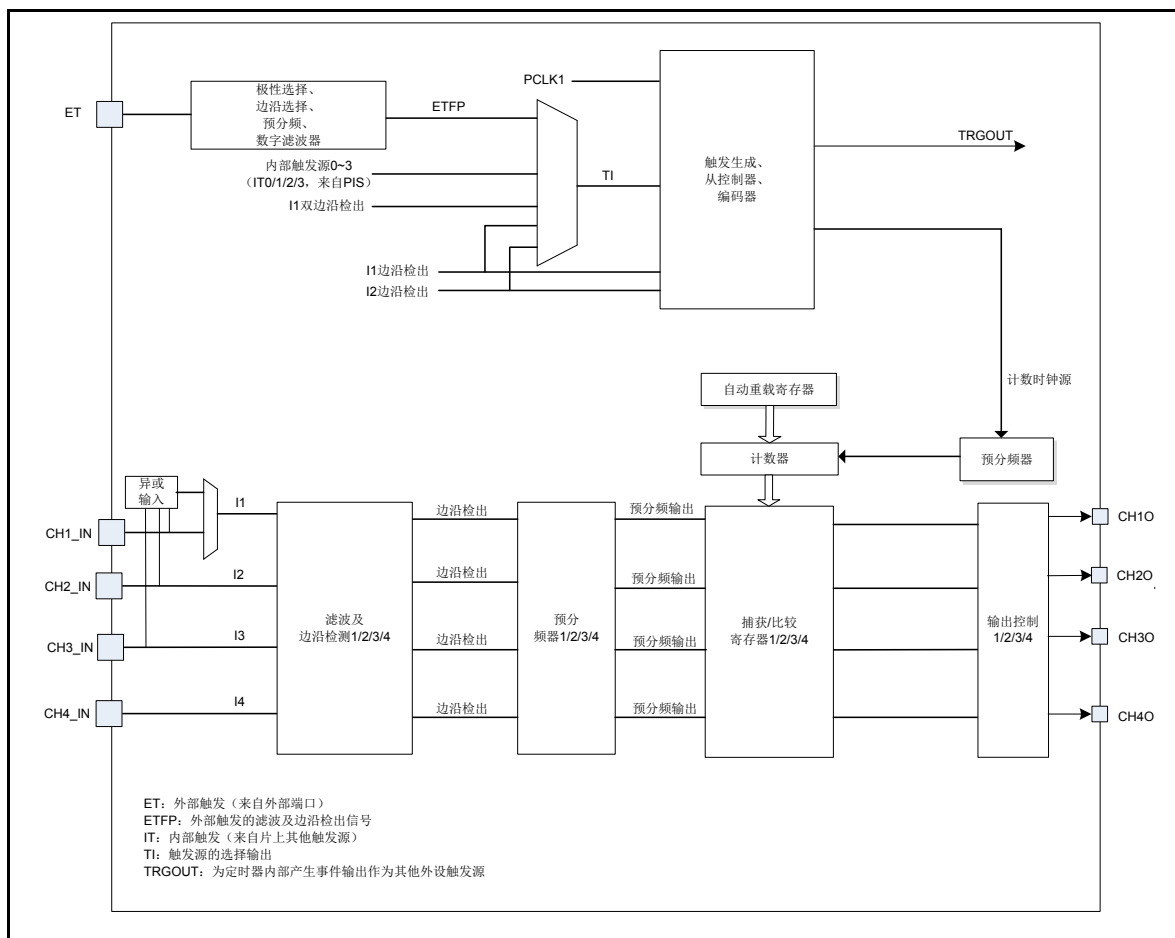 PCLK1
极性选择、
边沿选择、
预分频、
数字滤波器
ET
ETFP
TRGOUT
内部触发源0~3
（IT0/1/2/3，来自PIS）
TI
触发生成、
从控制器、
编码器
I1双边沿检出
I1边沿检出
I2边沿检出
自动重载寄存器
计数时钟源
计数器
预分频器
异或
输入
I1
边沿检出
预分频输出
CH1_IN
CH1O
I2
边沿检出
预分频输出
CH2_IN
CH2O
滤波及
边沿检测1/2/3/4
预分
频器1/2/3/4
捕获/比较
寄存器1/2/3/4
输出控制
1/2/3/4
I3
边沿检出
预分频输出
CH3_IN
CH3O
I4
边沿检出
预分频输出
CH4_IN
CH4O
ET：外部触发（来自外部端口）
ETFP：外部触发的滤波及边沿检出信号
IT：内部触发（来自片上其他触发源）
TI：触发源的选择输出
TRGOUT：为定时器内部产生事件输出作为其他外设触发源